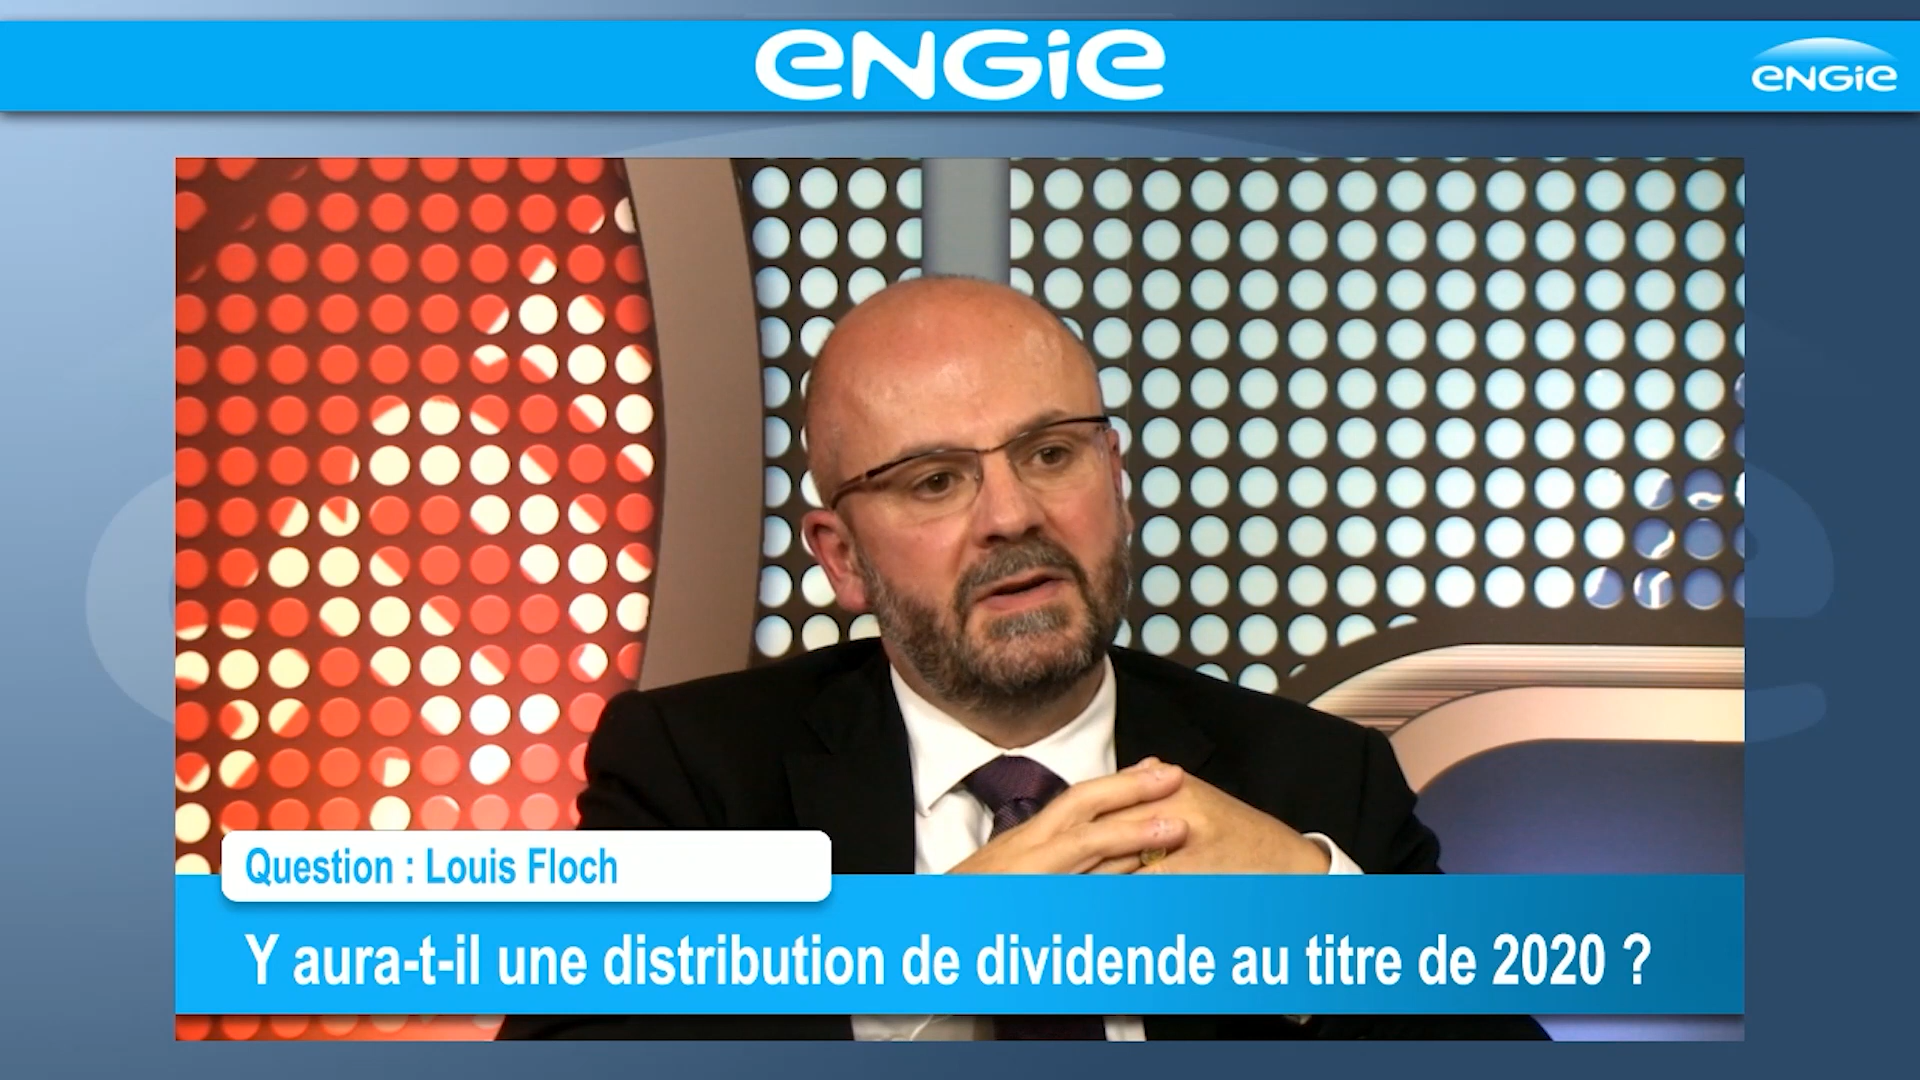 ENGIE
ENGIE
Question : Louis Floch
Y aura-t-il une distribution de dividende au titre de 2020 ?